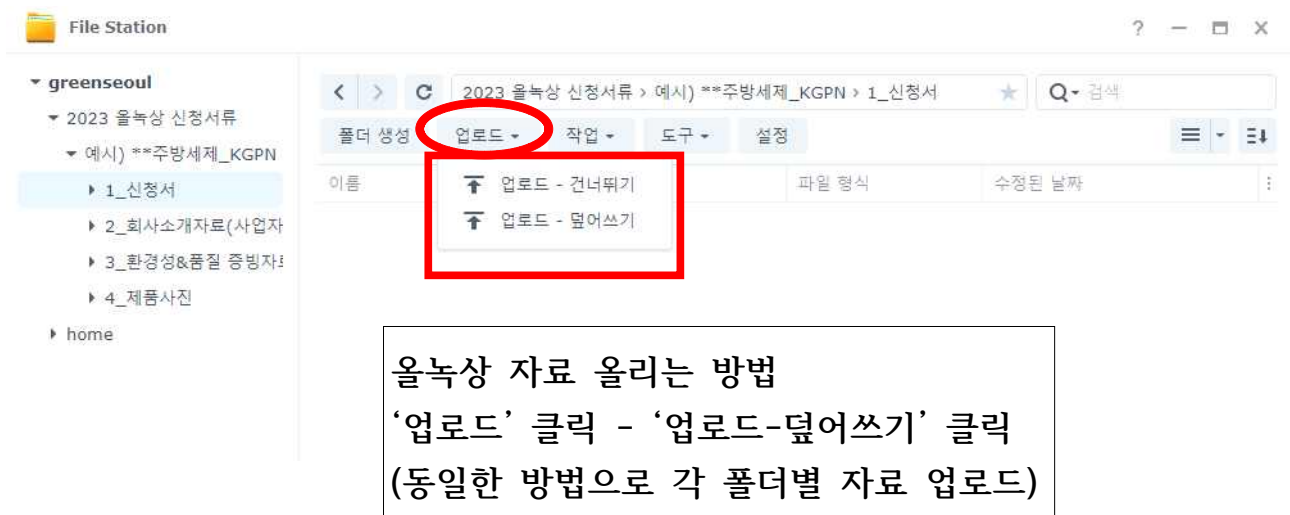 File Station
greenseoul
2023 올녹상 신청서류
예시) **주방세제_KGPN
1_신청서
2_회사소개자료(사업자
3_환경성&품질 증빙자료
4_제품사진
home
2023 올녹상 신청서류 › 예시) **주방세제_KGPN › 1_신청서
검색
폴더 생성 업로드 작업 도구 설정
이름 파일 형식 수정된 날짜
업로드 - 건너뛰기
업로드 - 덮어쓰기
올녹상 자료 올리는 방법
‘업로드’ 클릭 - ‘업로드-덮어쓰기’ 클릭
(동일한 방법으로 각 폴더별 자료 업로드)